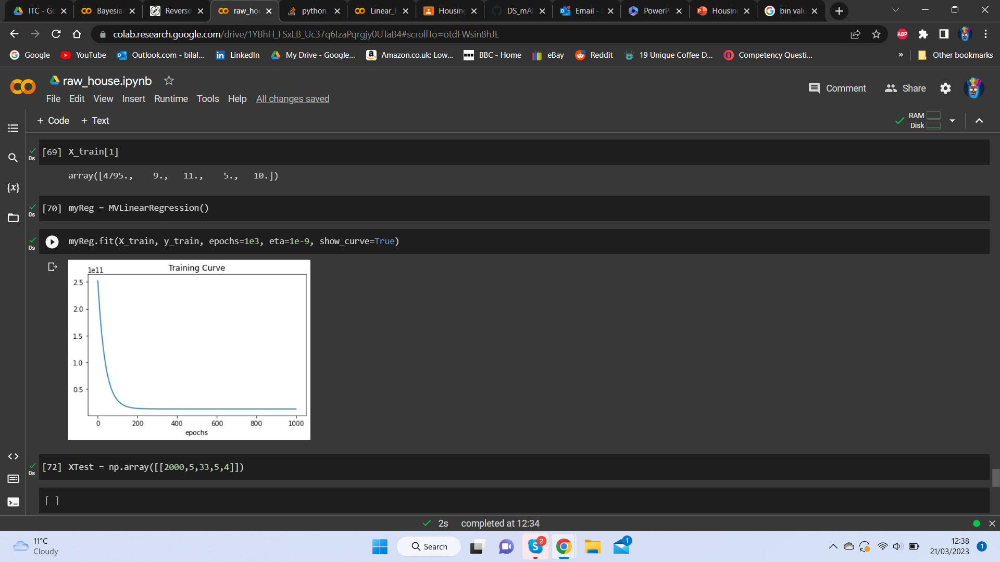 ITC - Go
Bayesia
Reverse
raw_hou
python
Linear_F
Housing
DS_mAI
Email -
PowerPo
Housing
bin valu
colab.research.google.com/drive/1YBhH_FSxLB_Uc37q6IzaPqrgjy0UTaB4#scrollTo=otdFWsin8hJE
ABP
Google
YouTube
Outlook.com - bilal...
LinkedIn
My Drive - Google...
Amazon.co.uk: Low...
BBC - Home
eBay
Reddit
19 Unique Coffee D...
Competency Questi...
»
Other bookmarks
raw_house.ipynb
File Edit View Insert Runtime Tools Help All changes saved
Comment
Share
+ Code + Text
RAM
Disk
[69] X_train[1]
0s
array([4795., 9., 11., 5., 10.])
{x}
[70] myReg = MVLinearRegression()
0s
myReg.fit(X_train, y_train, epochs=1e3, eta=1e-9, show_curve=True)
0s
Training Curve
1e11
2.5
2.0
1.5
1.0
0.5
0 200 400 600 800 1000
epochs
[72] XTest = np.array([[2000,5,33,5,4]])
0s
[ ]
2s completed at 12:34
11°C
Cloudy
Search
2
1
12:38
21/03/2023
1